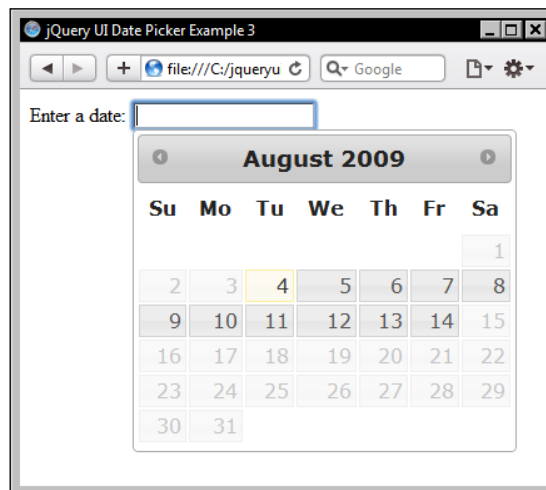 jQuery UI Date Picker Example 3
file:///C:/jqueryu Google
Enter a date:
August 2009
Su Mo Tu We Th Fr Sa
1
2 3 4 5 6 7 8
9 10 11 12 13 14 15
16 17 18 19 20 21 22
23 24 25 26 27 28 29
30 31